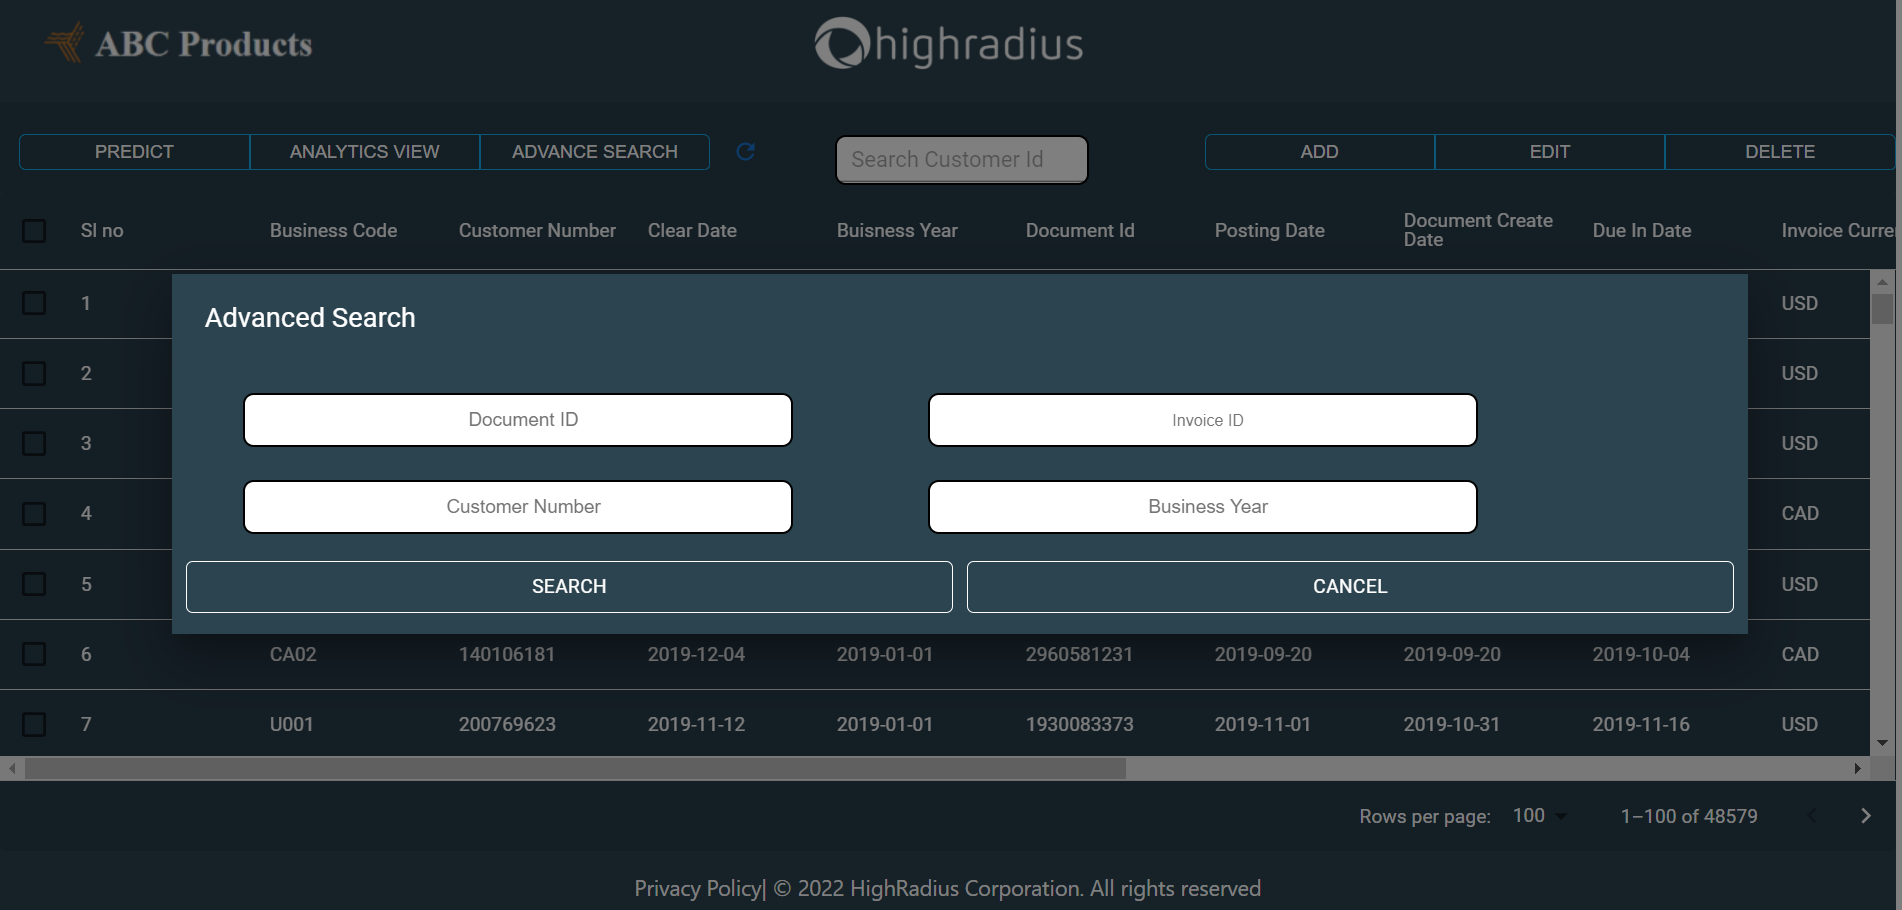 ABC Products
highradius
PREDICT ANALYTICS VIEW ADVANCE SEARCH Search Customer Id ADD EDIT DELETE
Sl no Business Code Customer Number Clear Date Buisness Year Document Id Posting Date Document Create Date Due In Date Invoice Curre
1 USD
Advanced Search
2 USD
Document ID Invoice ID
3 USD
Customer Number Business Year
4 CAD
SEARCH CANCEL
5 USD
6 CA02 140106181 2019-12-04 2019-01-01 2960581231 2019-09-20 2019-09-20 2019-10-04 CAD
7 U001 200769623 2019-11-12 2019-01-01 1930083373 2019-11-01 2019-10-31 2019-11-16 USD
Rows per page: 100 1–100 of 48579
Privacy Policy| © 2022 HighRadius Corporation. All rights reserved